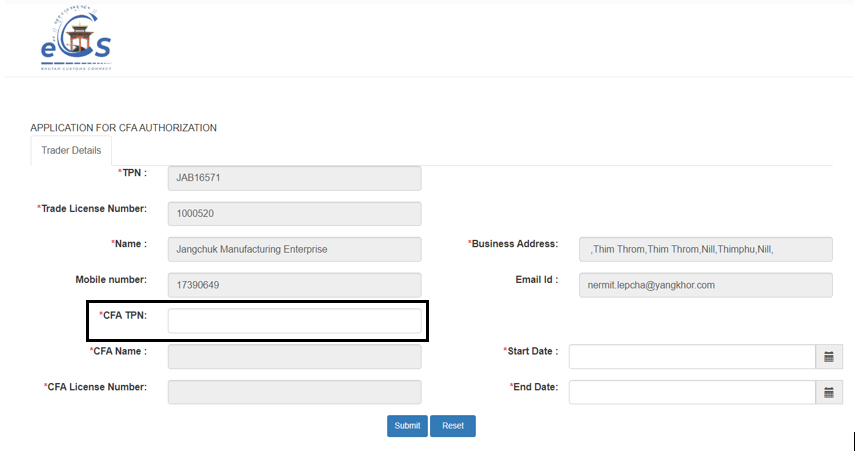 eCS
BHUTAN CUSTOMS CONNECT
APPLICATION FOR CFA AUTHORIZATION
Trader Details
*TPN : JAB16571
*Trade License Number: 1000520
*Name : Jangchuk Manufacturing Enterprise *Business Address: ,Thim Throm,Thim Throm,Nill,Thimphu,Nill,
Mobile number: 17390649 Email Id : nermit.lepcha@yangkhor.com
*CFA TPN:
*CFA Name : *Start Date :
*CFA License Number: *End Date:
Submit Reset